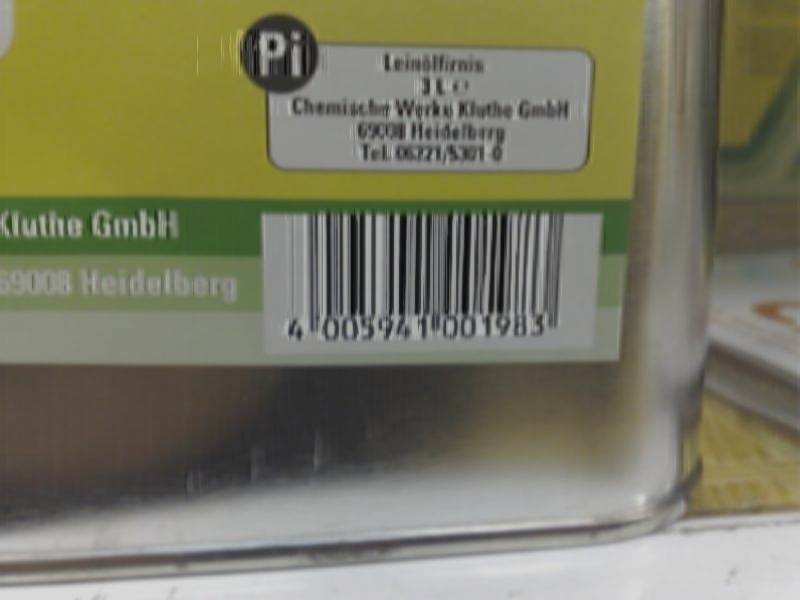 Pi
Leinölfirnis
3 L e
Chemische Werke Kluthe GmbH
69008 Heidelberg
Tel. 06221/5301-0
Kluthe GmbH
69008 Heidelberg
4 005941 001983